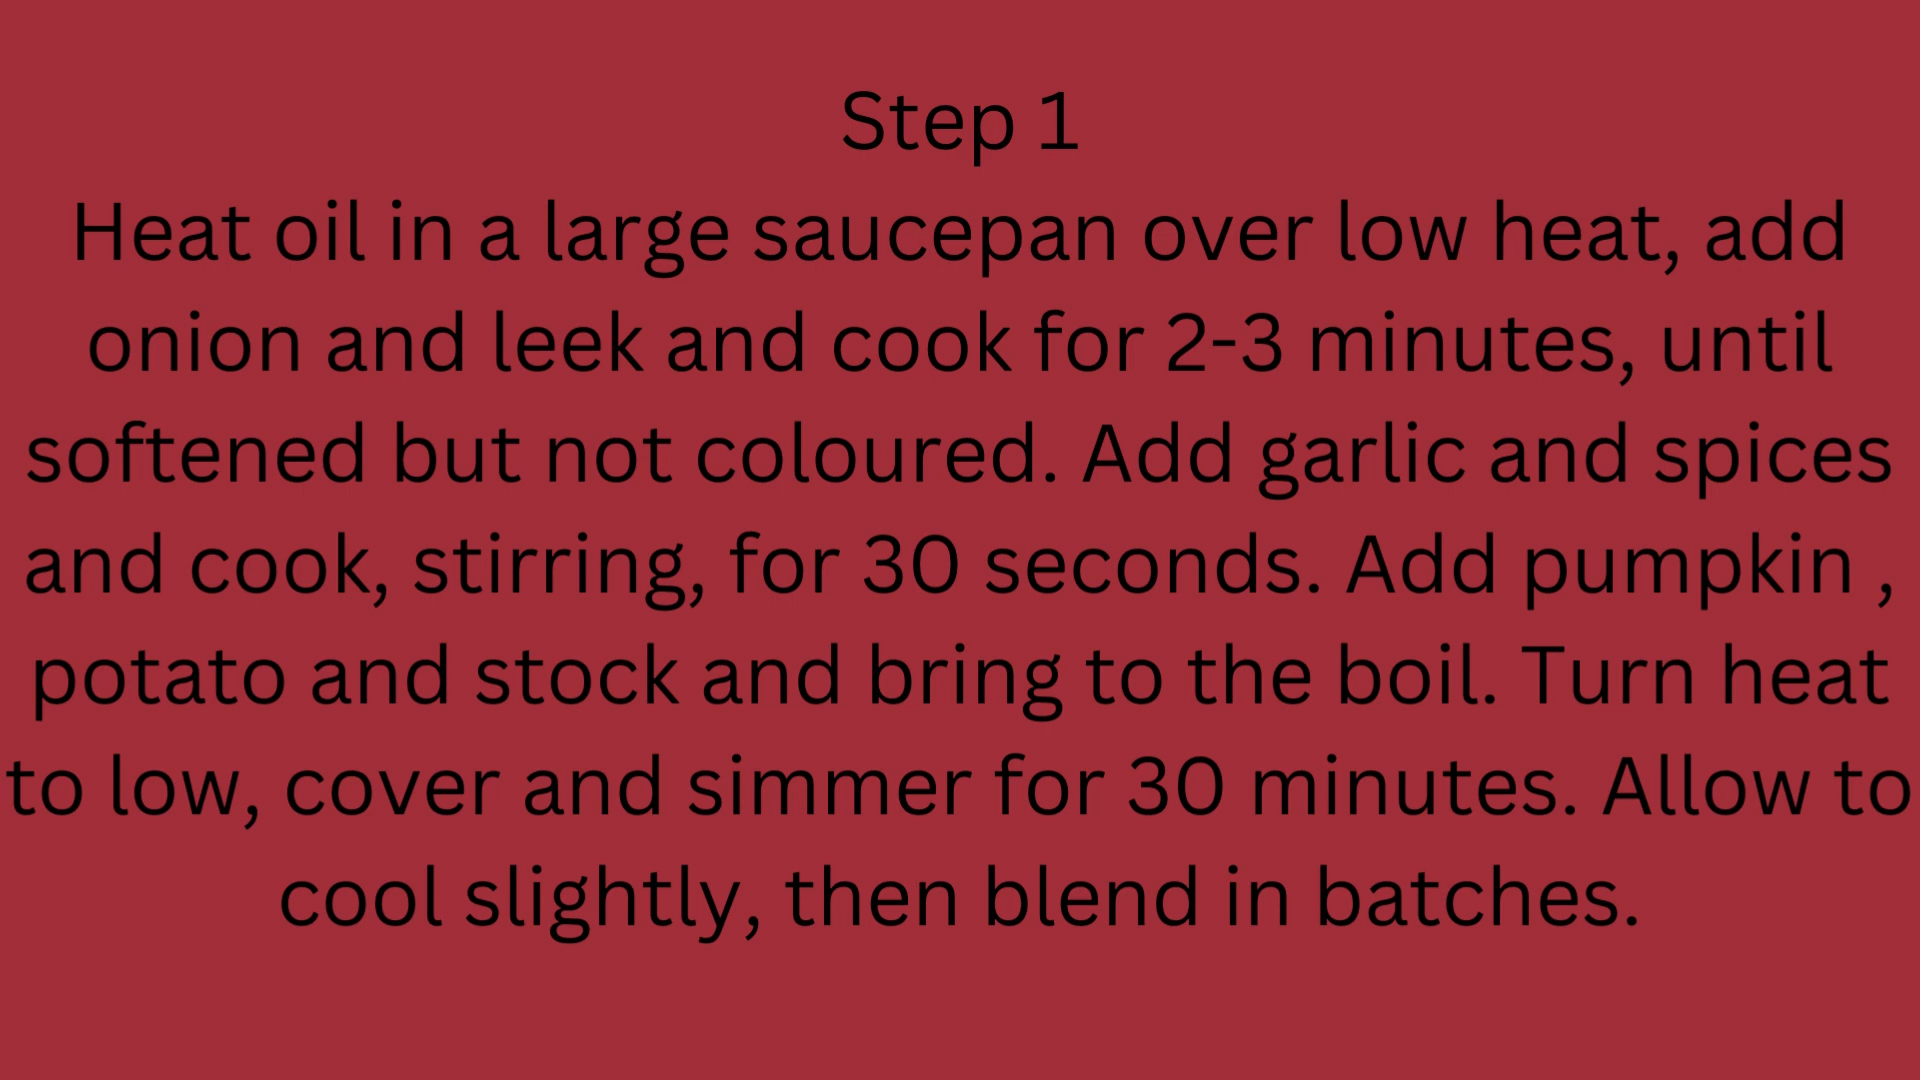 Step 1
Heat oil in a large saucepan over low heat, add
onion and leek and cook for 2-3 minutes, until
softened but not coloured. Add garlic and spices
and cook, stirring, for 30 seconds. Add pumpkin ,
potato and stock and bring to the boil. Turn heat
to low, cover and simmer for 30 minutes. Allow to
cool slightly, then blend in batches.